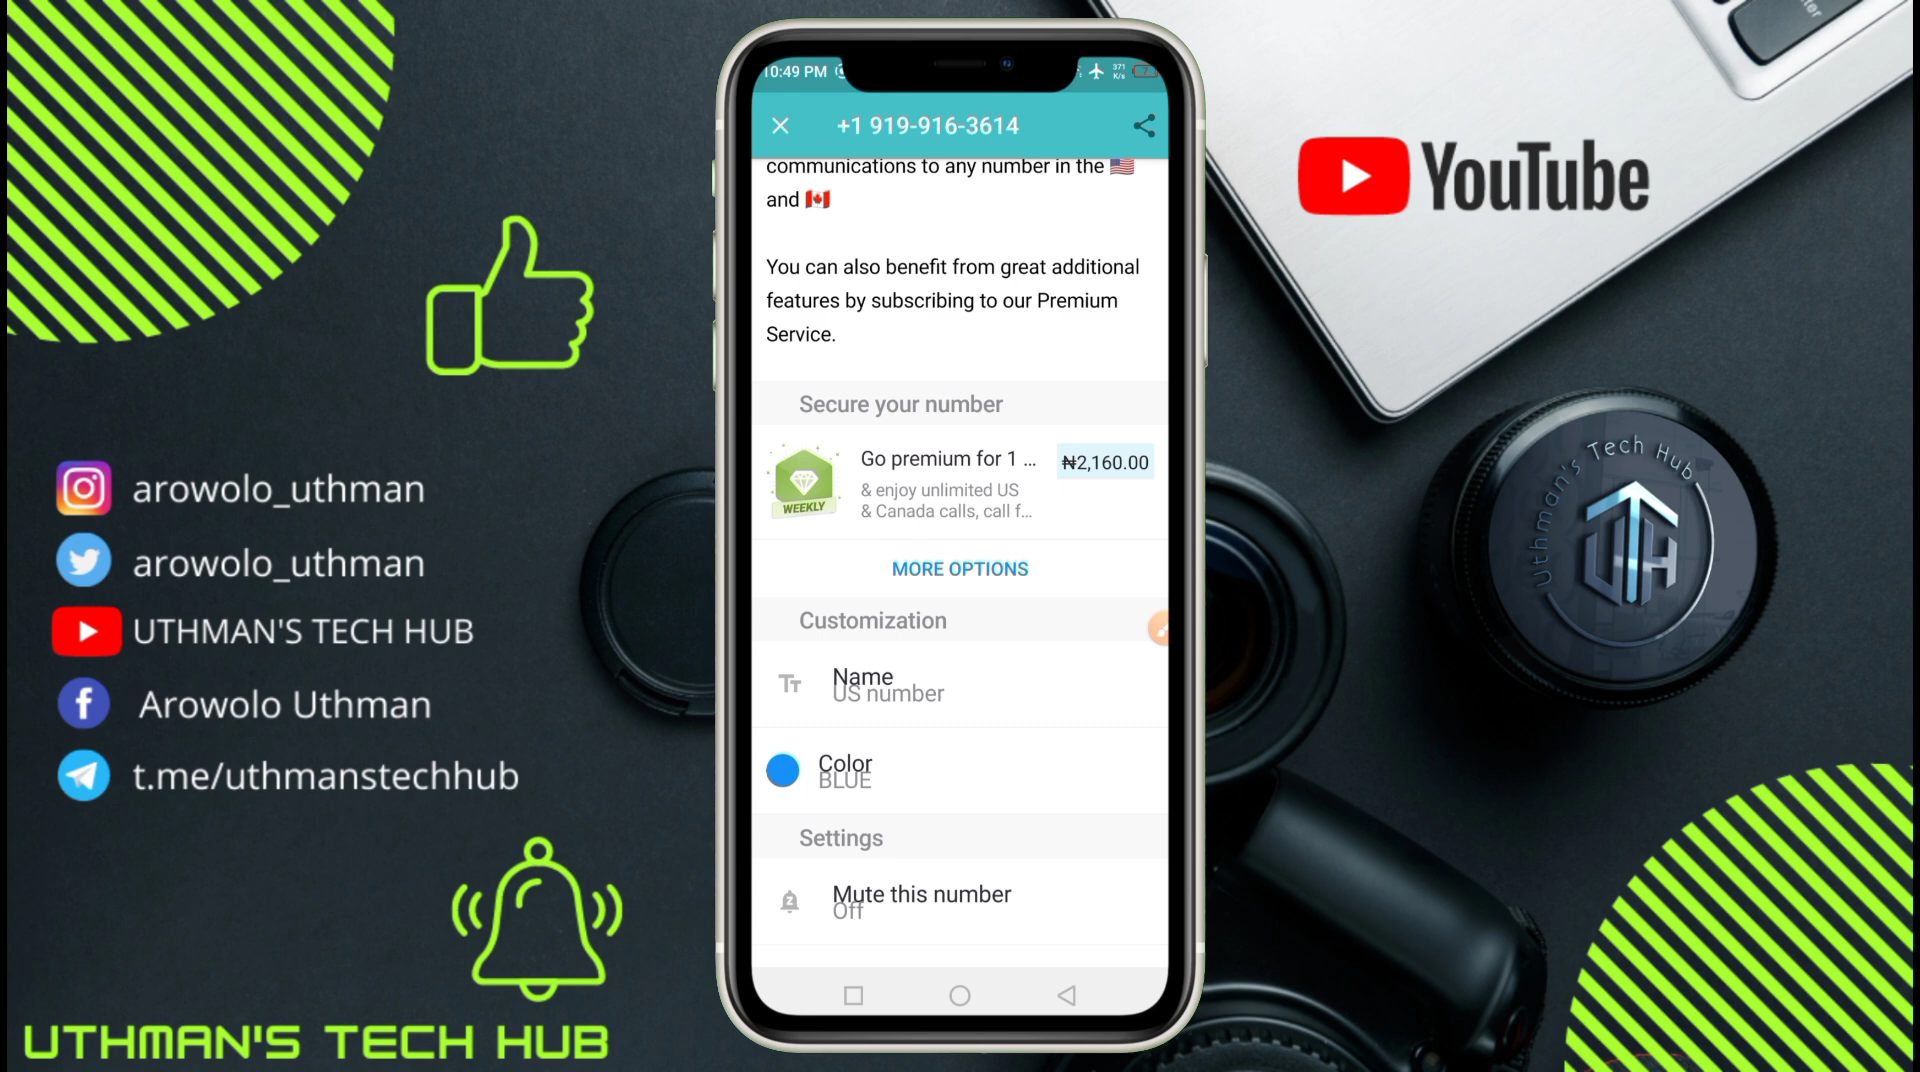 10:49 PM
371
K/s
+1 919-916-3614
communications to any number in the 🇺🇸
and 🇨🇦
You can also benefit from great additional
features by subscribing to our Premium
Service.
Secure your number
Go premium for 1 ...
₦2,160.00
& enjoy unlimited US
& Canada calls, call f...
WEEKLY
MORE OPTIONS
Customization
Name
US number
Color
BLUE
Settings
Mute this number
Off
arowolo_uthman
arowolo_uthman
UTHMAN'S TECH HUB
Arowolo Uthman
t.me/uthmanstechhub
UTHMAN'S TECH HUB
YouTube
Uthman's Tech Hub
UTH